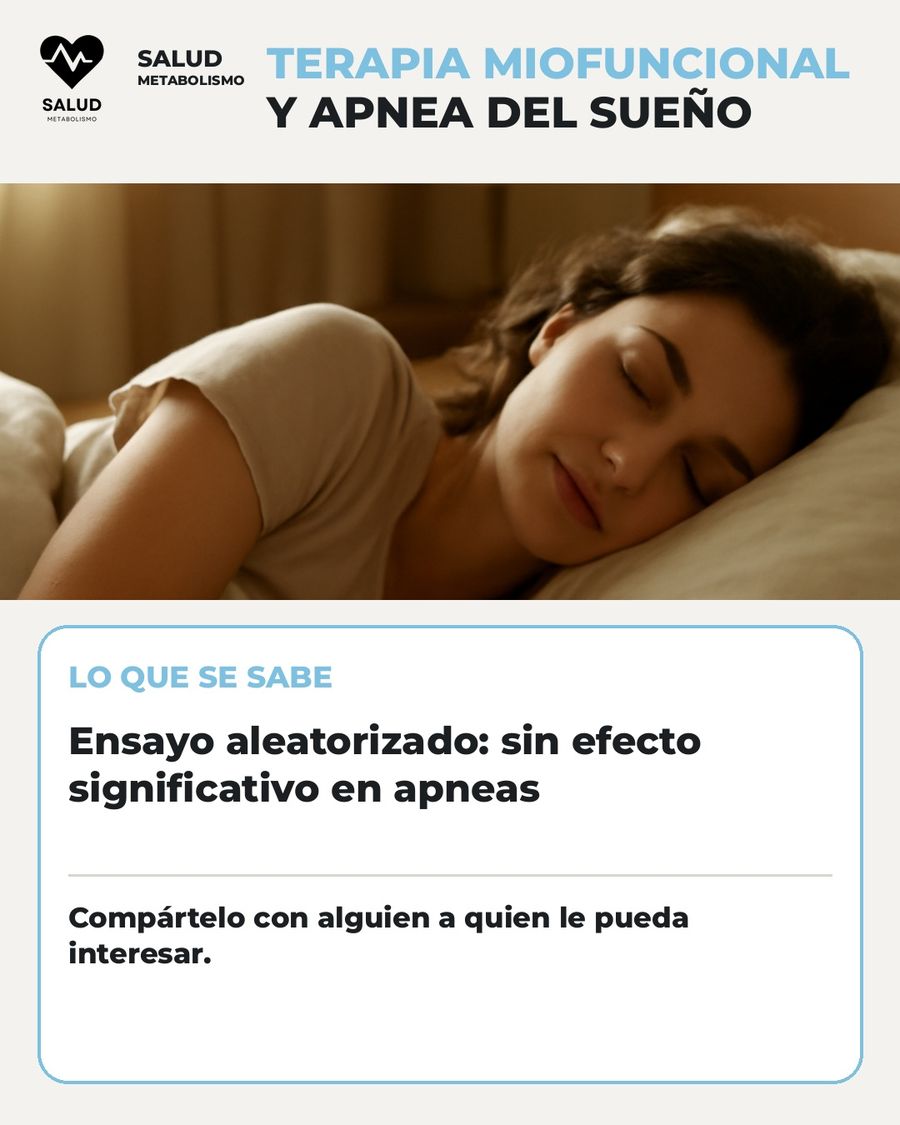 SALUD
METABOLISMO
SALUD
METABOLISMO
TERAPIA MIOFUNCIONAL
Y APNEA DEL SUEÑO
LO QUE SE SABE
Ensayo aleatorizado: sin efecto
significativo en apneas
Compártelo con alguien a quien le pueda
interesar.